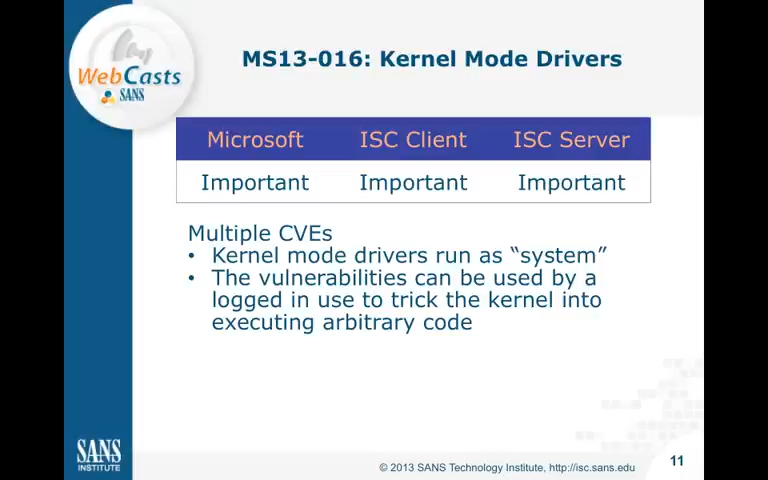 WebCasts
SANS
MS13-016: Kernel Mode Drivers
Microsoft ISC Client ISC Server
Important Important Important
Multiple CVEs
• Kernel mode drivers run as “system”
• The vulnerabilities can be used by a
logged in use to trick the kernel into
executing arbitrary code
SANS
INSTITUTE
© 2013 SANS Technology Institute, http://isc.sans.edu
11